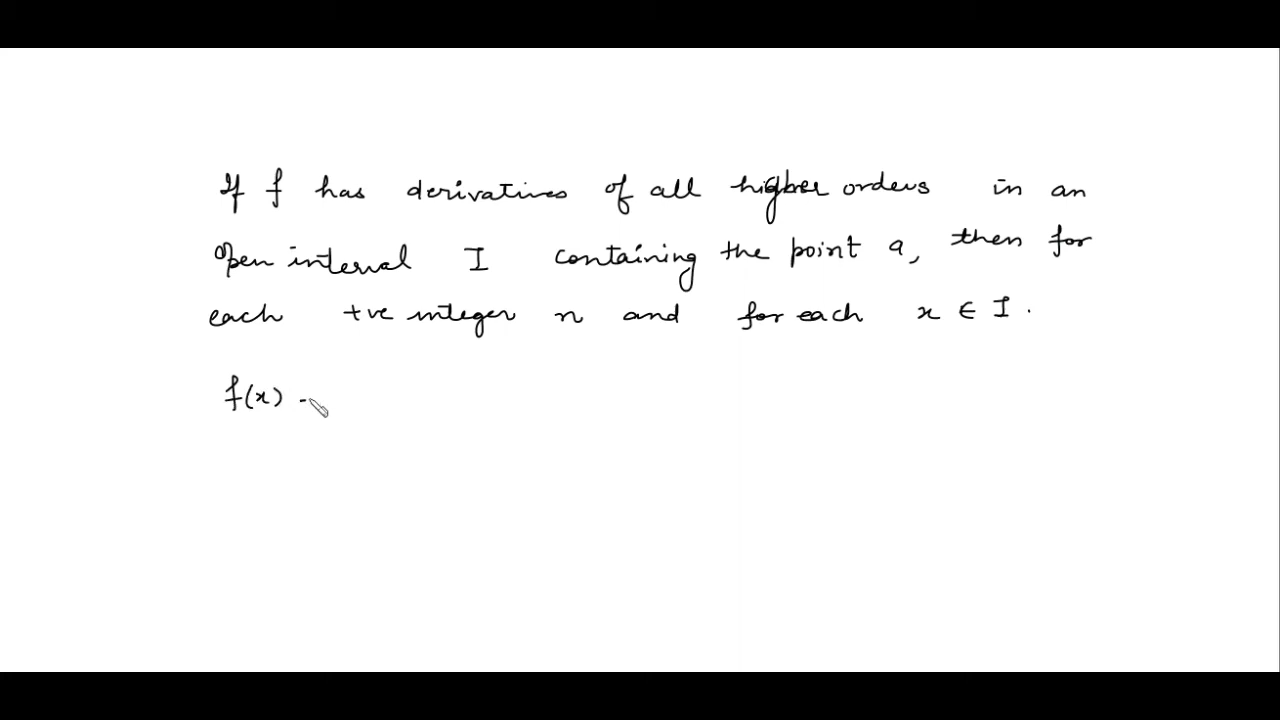 If f has derivatives of all higher orders in an
open interval I containing the point a, then for
each +ve integer n and for each x ∈ I.
f(x) -